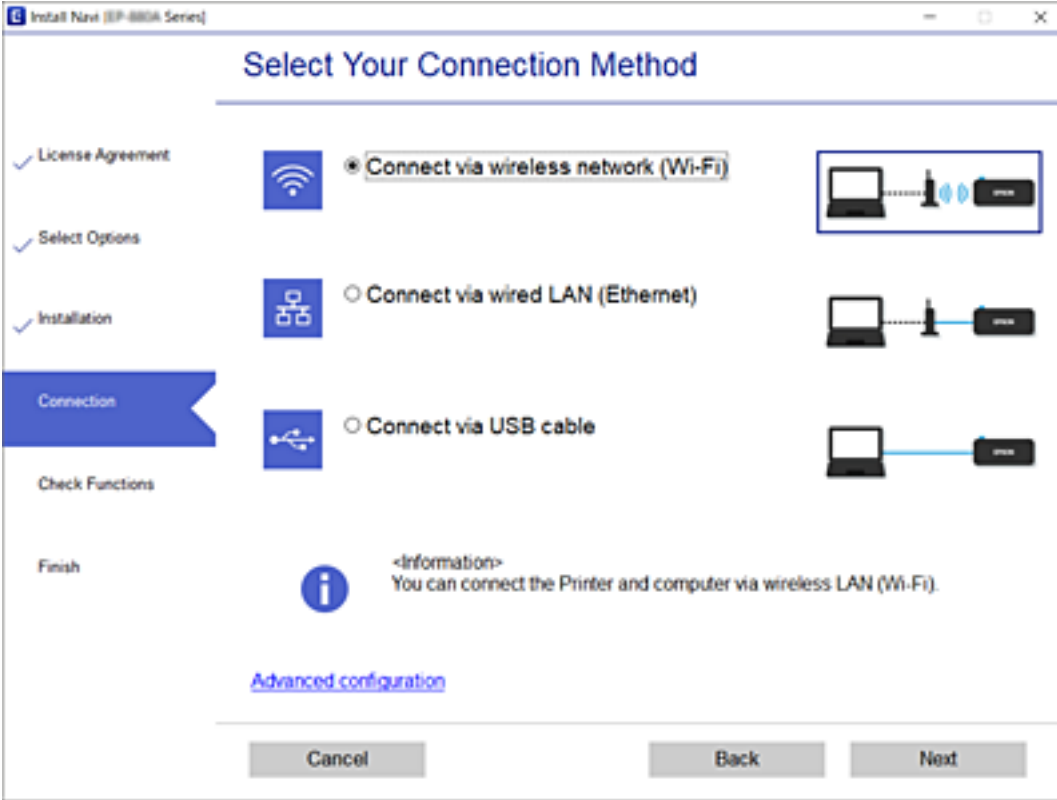 Install Navi [EP- Series]
Select Your Connection Method
License Agreement
Select Options
Installation
Connection
Check Functions
Finish
Connect via wireless network (Wi-Fi)
Connect via wired LAN (Ethernet)
Connect via USB cable
<Information>
You can connect the Printer and computer via wireless LAN (Wi-Fi).
Advanced configuration
Cancel
Back
Next